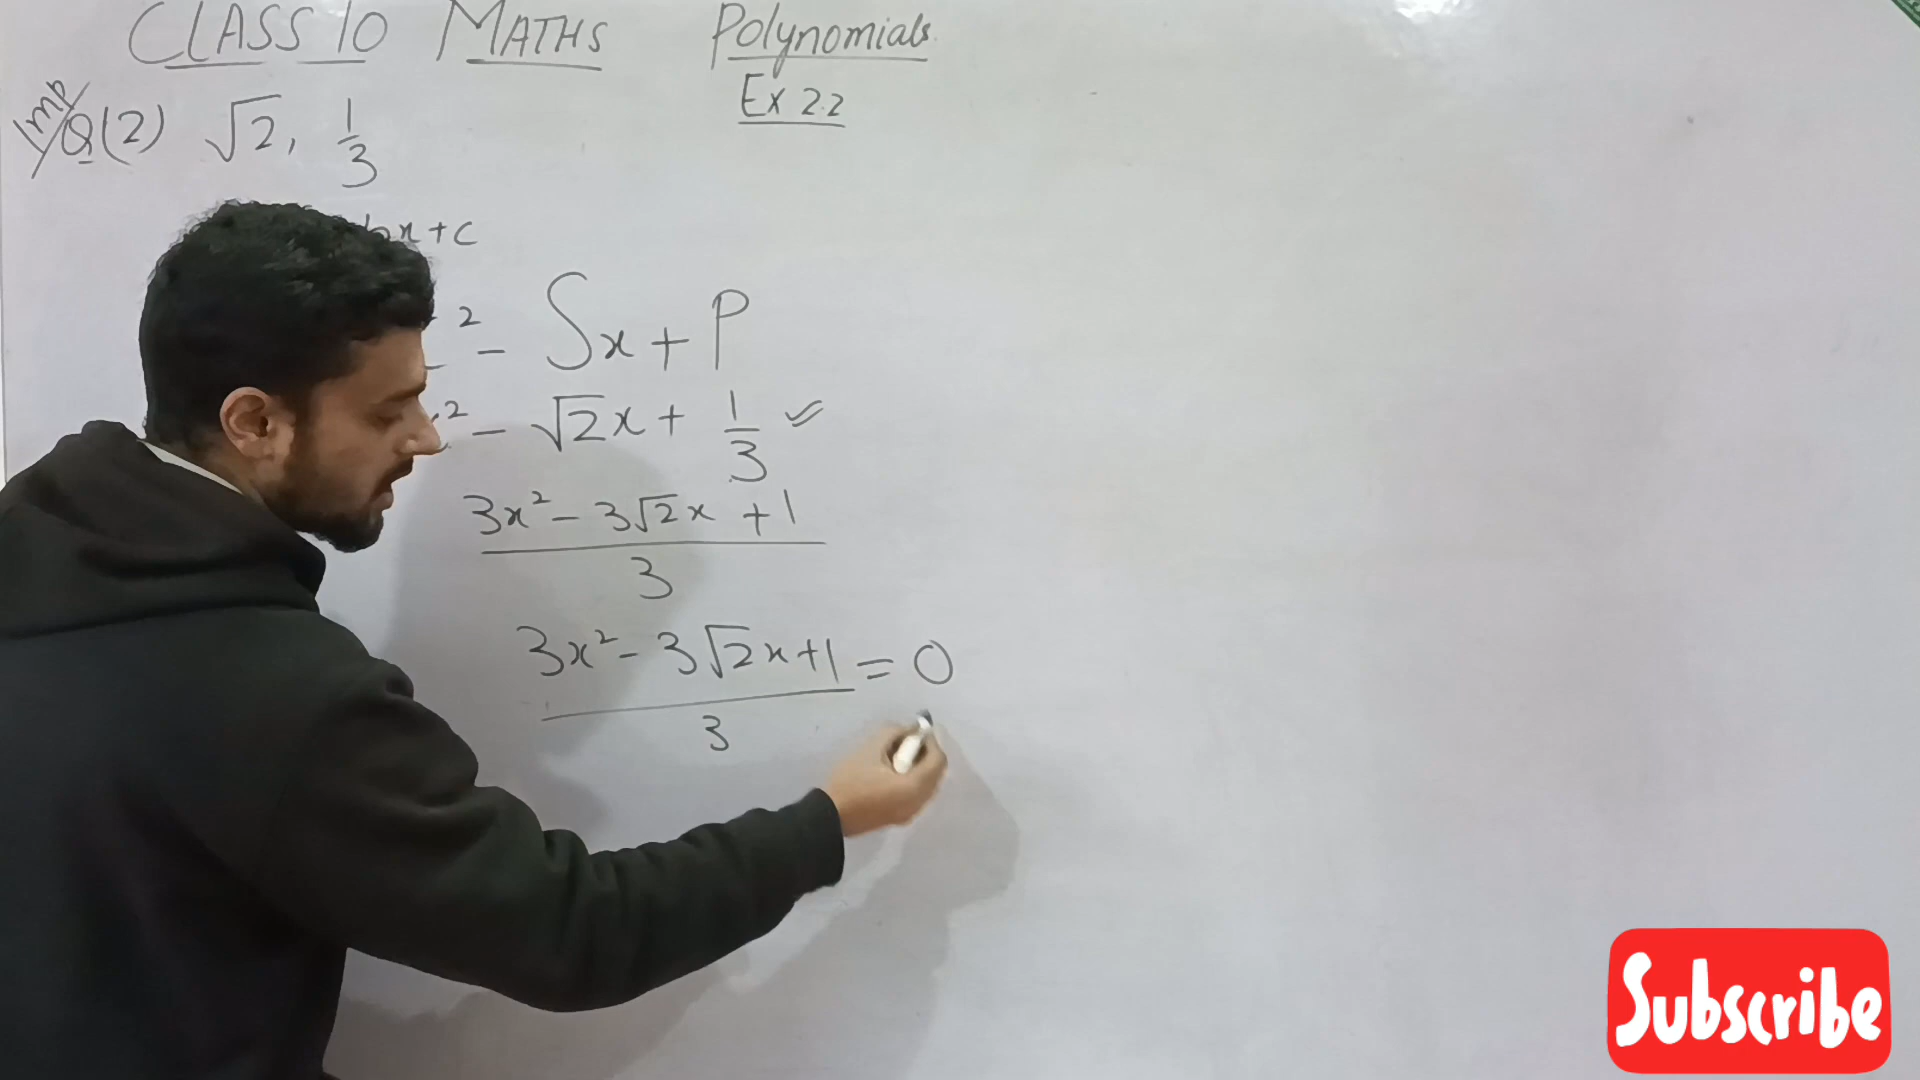 CLASS 10 MATHS Polynomials
Ex 2.2
Imp Q(2) √2, 1/3
bx+c
² - Sx + P
² - √2x + 1/3 ✓
3x² - 3√2x + 1
3
3x² - 3√2x+1 = 0
3
Subscribe